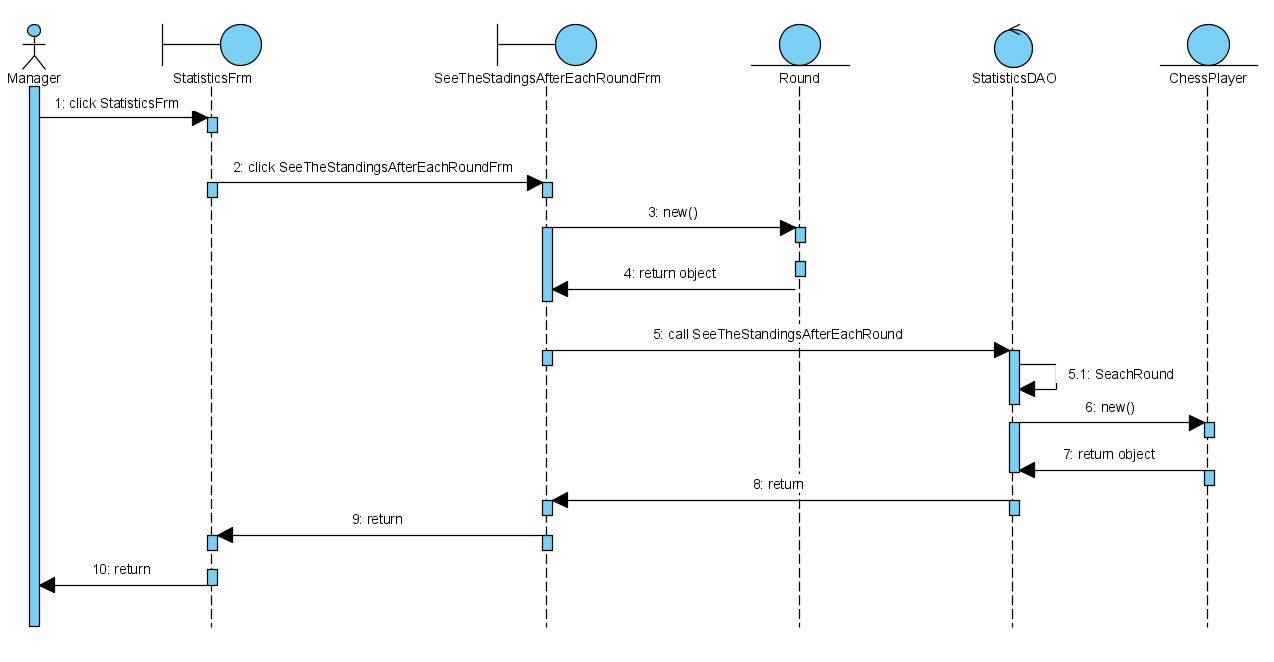 Manager
StatisticsFrm
SeeTheStadingsAfterEachRoundFrm
Round
StatisticsDAO
ChessPlayer
1: click StatisticsFrm
2: click SeeTheStandingsAfterEachRoundFrm
3: new()
4: return object
5: call SeeTheStandingsAfterEachRound
5.1: SeachRound
6: new()
7: return object
8: return
9: return
10: return